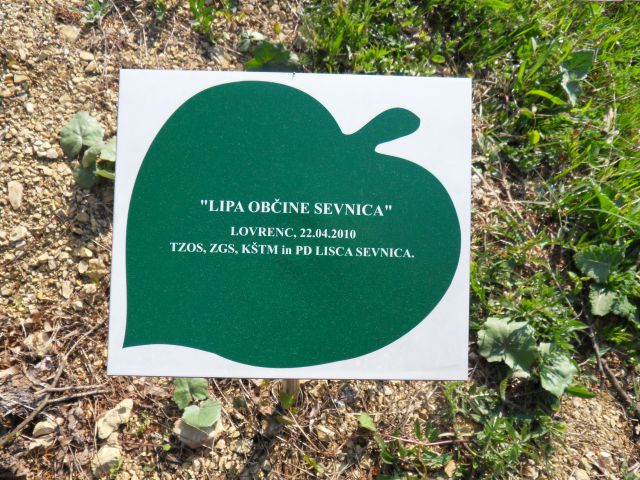 "LIPA OBČINE SEVNICA"
LOVRENC, 22.04.2010
TZOS, ZGS, KŠTM in PD LISCA SEVNICA.